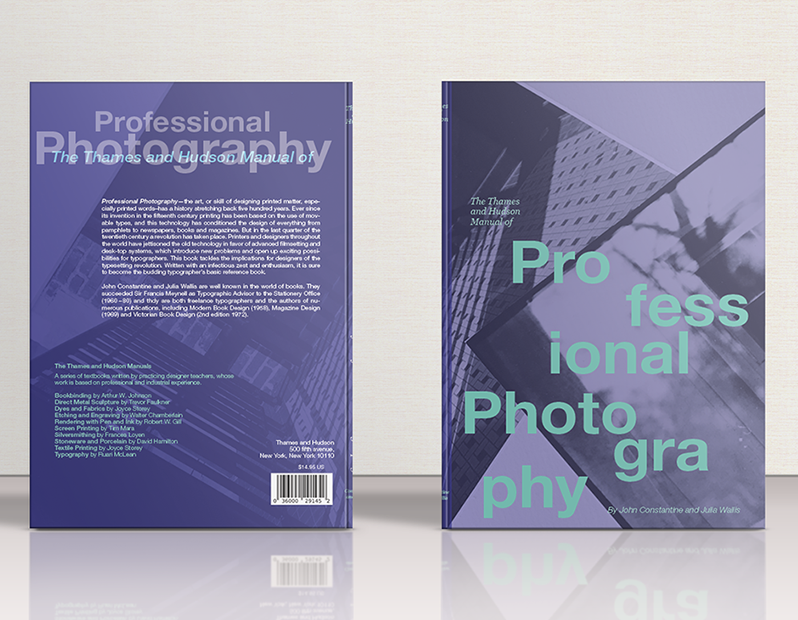 Professional
Photography
The Thames and Hudson Manual of
Professional Photography—the art, or skill of designing printed matter, espe-
cially printed words–has a history stretching back five hundred years. Ever since
its invention in the fifteenth century printing has been based on the use of mov-
able types, and this technology has conditioned the design of everything from
pamphlets to newspapers, books and magazines. But in the last quarter of the
twentieth century a revolution has taken place. Printers and designers throughout
the world have jettisoned the old technology in favor of advanced filmsetting and
desk-top systems, which introduce new problems and open up exciting possi-
bilities for typographers. This book tackles the implications for designers of the
typesetting revolution. Written with an infectious zest and enthusiasm, it is sure
to become the budding typographer's basic reference book.
John Constantine and Julia Wallis are well known in the world of books. They
succeeded Sir Francis Meynell as Typographic Advisor to the Stationery Office
and are both freelance typographers and the authors of nu-
merous publications, including Modern Book Design (1958), Magazine Design
(1969) and Victorian Book Design (2nd edition 1972).
The Thames and Hudson Manuals
A series of textbooks written by practicing designer teachers, whose
work is based on professional and industrial experience.
Bookbinding by Arthur W. Johnson
Direct Metal Sculpture by Trevor Faulkner
Dyes and Fabrics by Joyce Storey
Etching and Engraving by Walter Chamberlain
Rendering with Pen and Ink by Robert W. Gill
Screen Printing by Tim Mara
Silversmithing by Frances Loyen
Stoneware and Porcelain by David Hamilton
Textile Printing by Joyce Storey
Typography by Ruari McLean
Thames and Hudson
500 fifth avenue,
New York, New York 10110
$14.95 US
0 36000 29145 2
The Thames
and Hudson
Manual of
Pro
fess
ional
Photo
gra
phy
By John Constantine and Julia Wallis